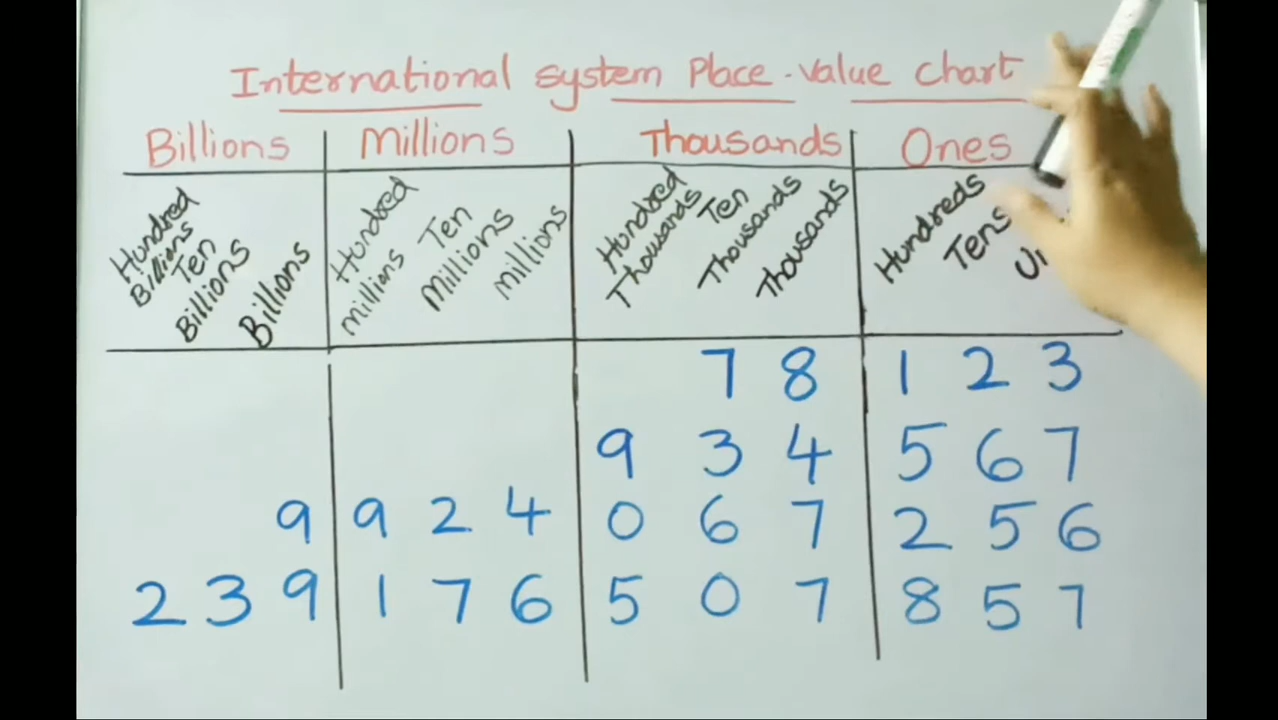 International system Place-value chart
Billions Millions Thousands Ones
Hundred Billions Ten Billions Billions Hundred millions Ten Millions millions Hundred Thousands Ten Thousands Thousands Hundreds Tens
7 8 1 2 3
9 3 4 5 6 7
9 9 2 4 0 6 7 2 5 6
2 3 9 1 7 6 5 0 7 8 5 7